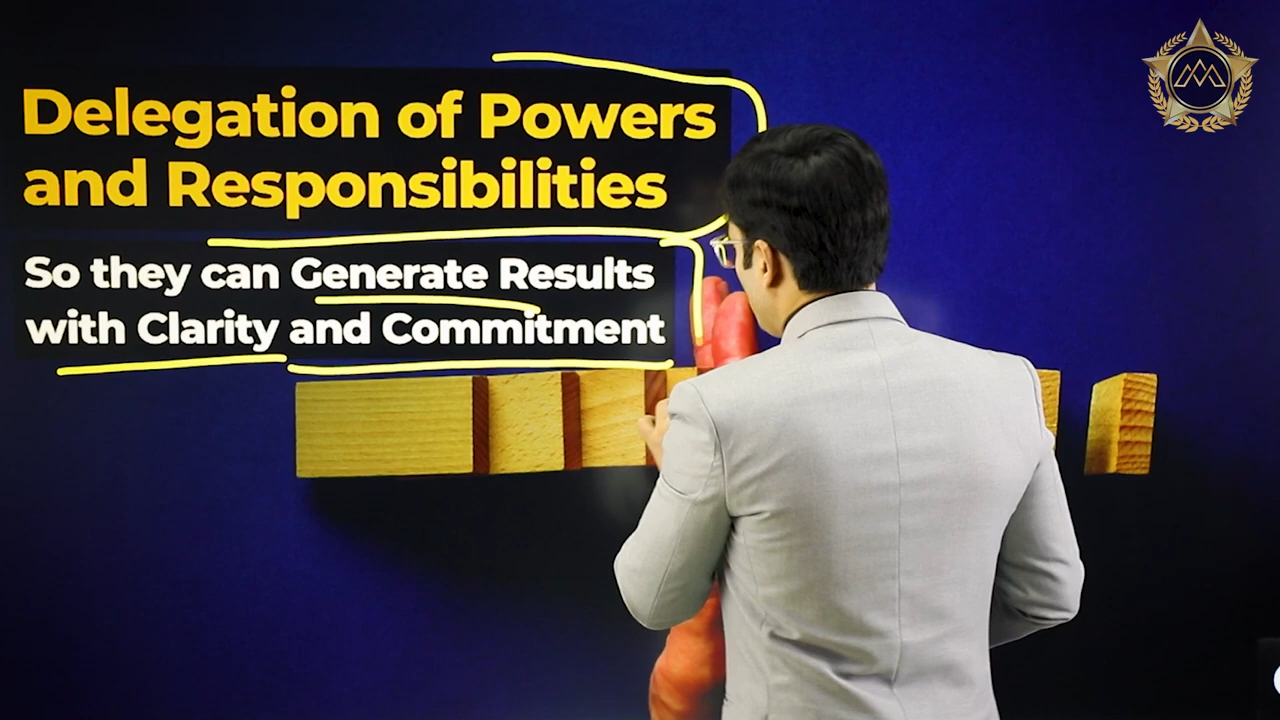 Delegation of Powers
and Responsibilities
So they can Generate Results
with Clarity and Commitment